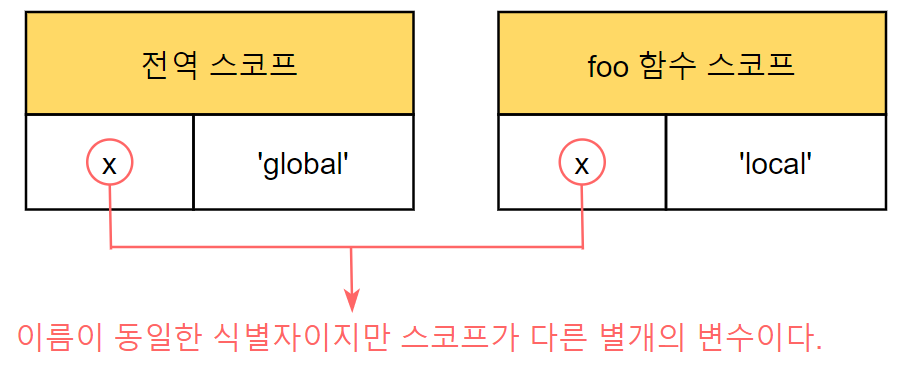 전역 스코프
foo 함수 스코프
x
'global'
x
'local'
이름이 동일한 식별자이지만 스코프가 다른 별개의 변수이다.